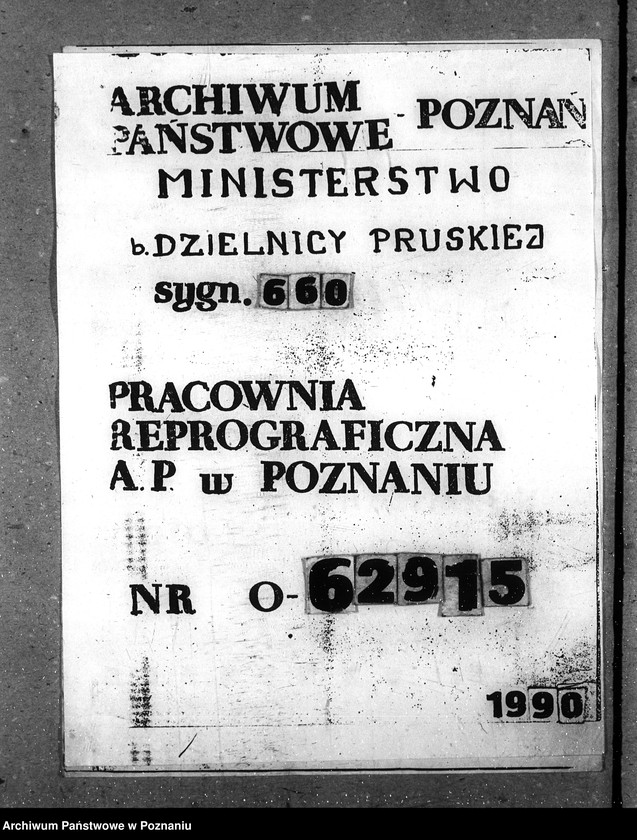 ARCHIWUM
PAŃSTWOWE - POZNAŃ
MINISTERSTWO
b. DZIELNICY PRUSKIEJ
sygn. 660
PRACOWNIA
REPROGRAFICZNA
A.P. w POZNANIU
NR O-62915
1990
Archiwum Państwowe w Poznaniu